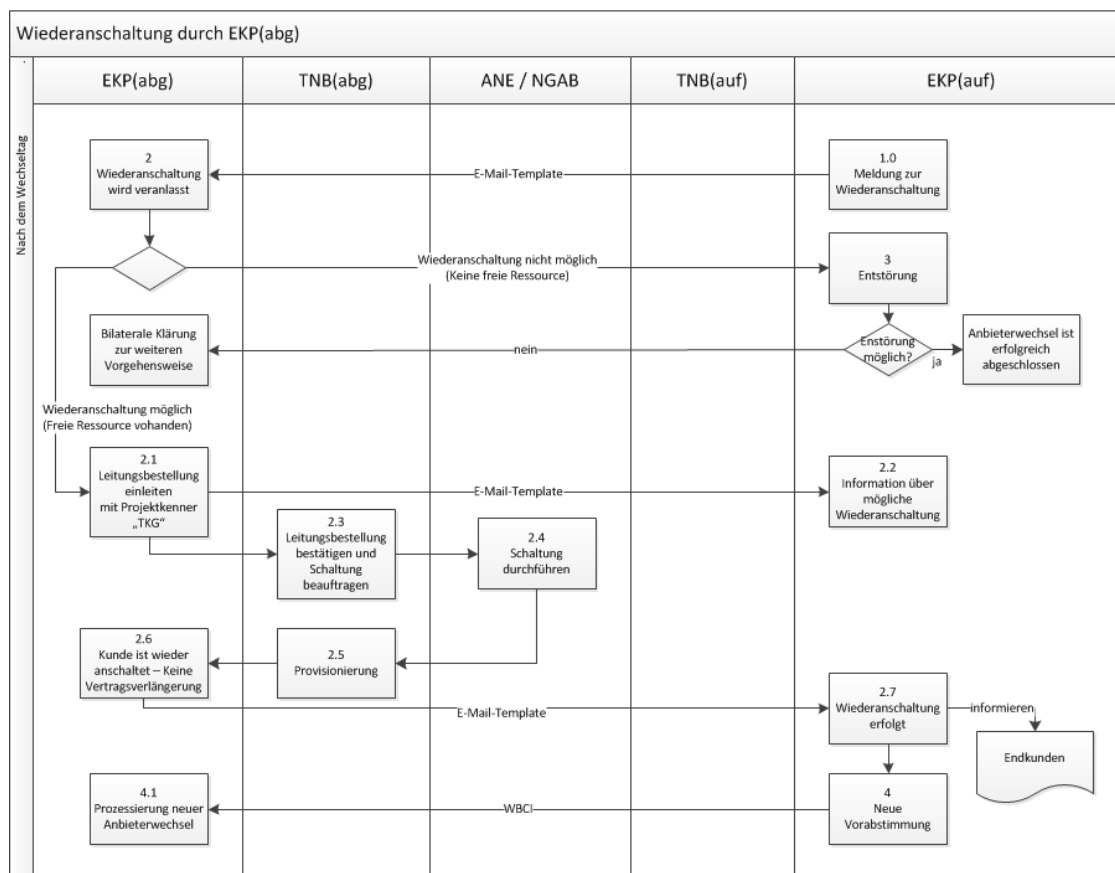 Wiederanschaltung durch EKP(abg)
EKP(abg)
TNB(abg)
ANE / NGAB
TNB(auf)
EKP(auf)
Nach dem Wechseltag
2
Wiederanschaltung
wird veranlasst
E-Mail-Template
1.0
Meldung zur
Wiederanschaltung
Wiederanschaltung nicht möglich
(Keine freie Ressource)
3
Entstörung
Bilaterale Klärung
zur weiteren
Vorgehensweise
nein
Enstörung
möglich?
ja
Anbieterwechsel ist
erfolgreich
abgeschlossen
Wiederanschaltung möglich
(Freie Ressource vohanden)
2.1
Leitungsbestellung
einleiten
mit Projektkenner
„TKG“
E-Mail-Template
2.2
Information über
mögliche
Wiederanschaltung
2.3
Leitungsbestellung
bestätigen und
Schaltung
beauftragen
2.4
Schaltung
durchführen
2.6
Kunde ist wieder
anschaltet – Keine
Vertragsverlängerung
2.5
Provisionierung
E-Mail-Template
2.7
Wiederanschaltung
erfolgt
informieren
Endkunden
4.1
Prozessierung neuer
Anbieterwechsel
WBCI
4
Neue
Vorabstimmung